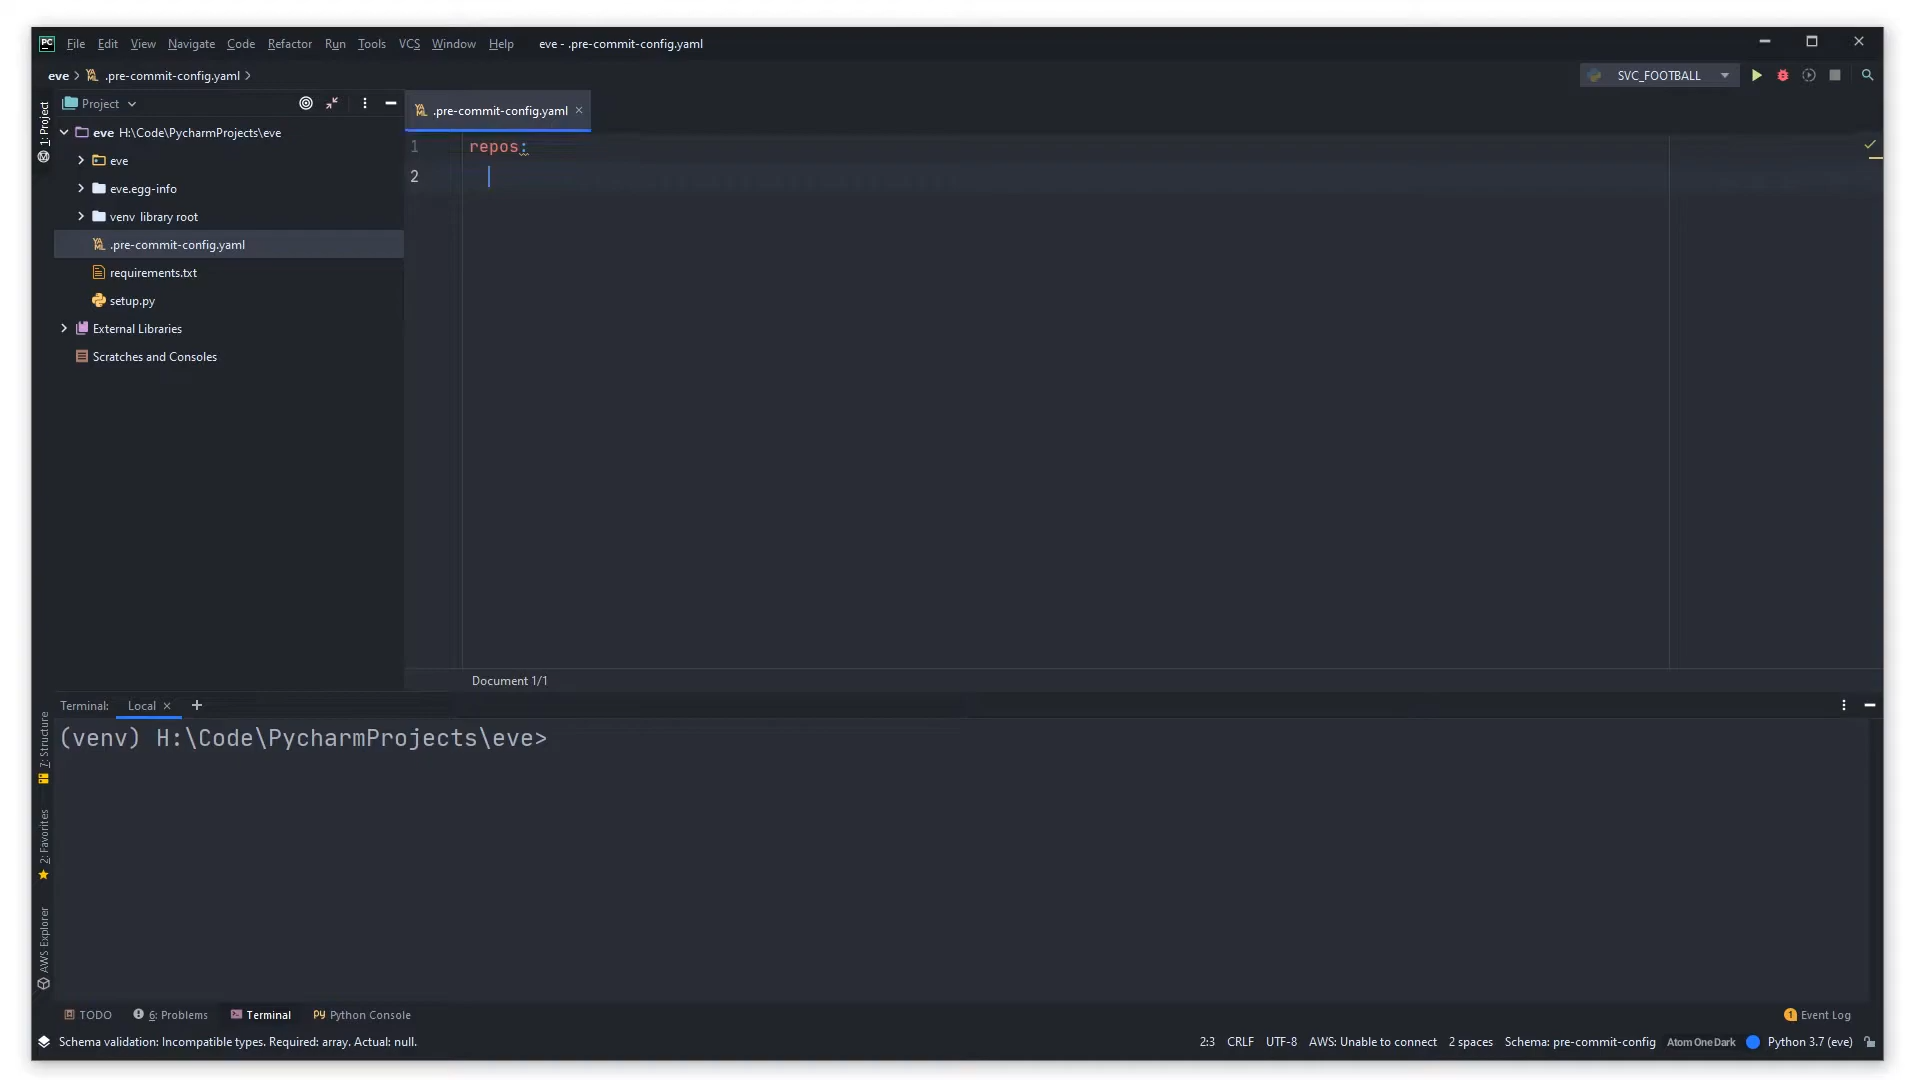 PC File Edit View Navigate Code Refactor Run Tools VCS Window Help eve - .pre-commit-config.yaml
eve .pre-commit-config.yaml SVC_FOOTBALL
1: Project
Project
.pre-commit-config.yaml
eve H:\Code\PycharmProjects\eve
eve
eve.egg-info
venv library root
.pre-commit-config.yaml
requirements.txt
setup.py
External Libraries
Scratches and Consoles
1 repos:
2
Document 1/1
Terminal: Local +
(venv) H:\Code\PycharmProjects\eve>
7: Structure
2: Favorites
AWS Explorer
TODO 6: Problems Terminal Python Console 1 Event Log
Schema validation: Incompatible types. Required: array. Actual: null. 2:3 CRLF UTF-8 AWS: Unable to connect 2 spaces Schema: pre-commit-config Atom One Dark Python 3.7 (eve)